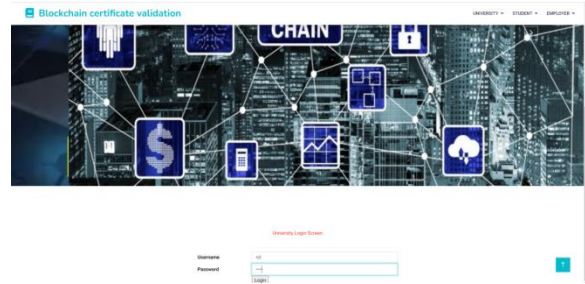 Blockchain certificate validation
UNIVERSITY STUDENT EMPLOYER
CHAIN
University Login Screen
Username
Password
Login